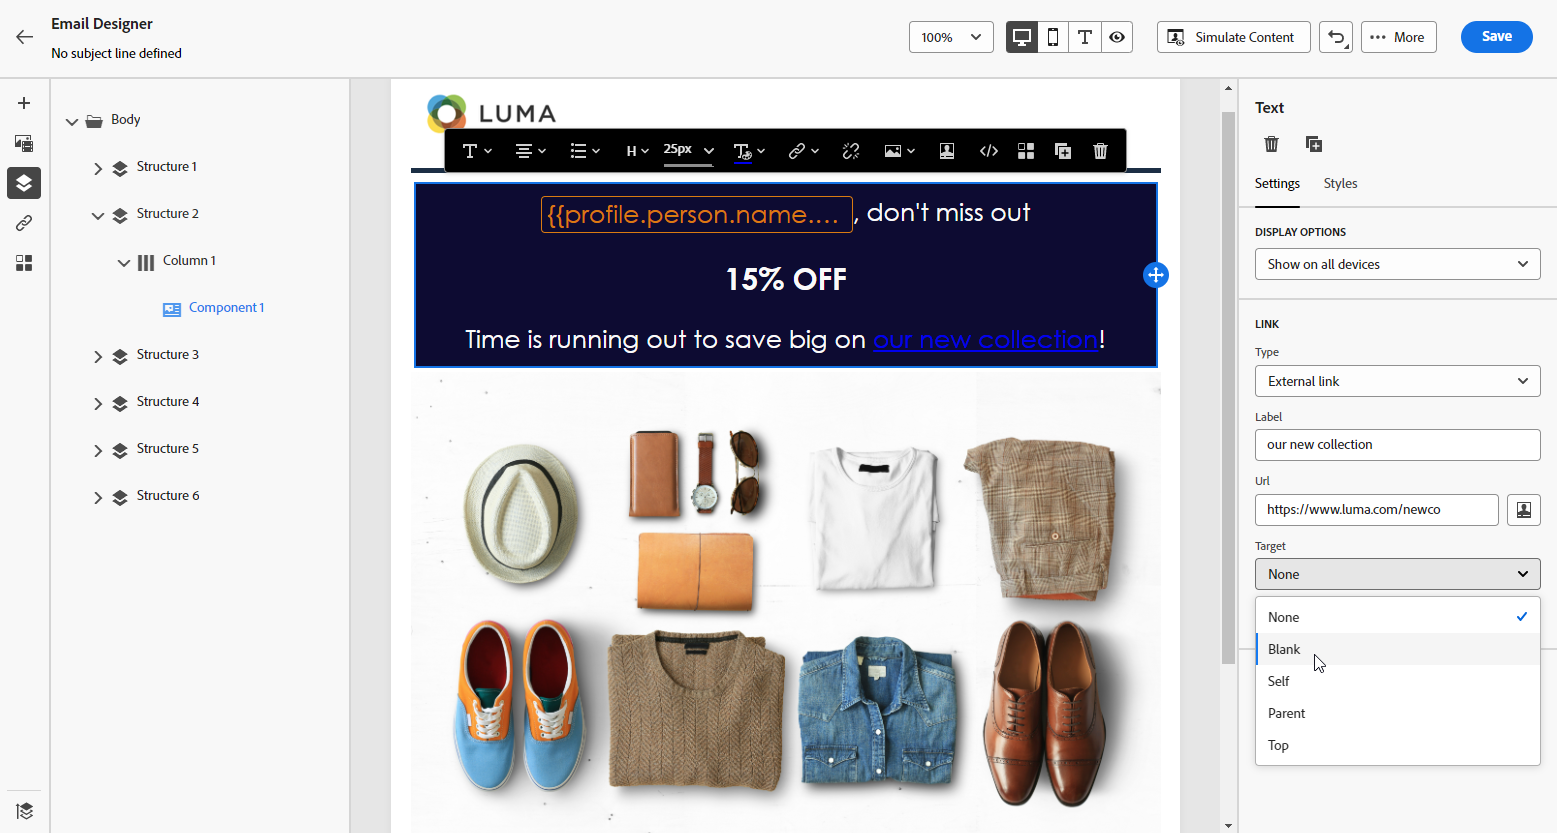 Email Designer
No subject line defined
100%
Simulate Content
More
Save
Body
Structure 1
Structure 2
Column 1
Component 1
Structure 3
Structure 4
Structure 5
Structure 6
LUMA
H
25px
{{profile.person.name....
, don't miss out
15% OFF
Time is running out to save big on our new collection!
Text
Settings
Styles
DISPLAY OPTIONS
Show on all devices
LINK
Type
External link
Label
our new collection
Url
https://www.luma.com/newco
Target
None
None
Blank
Self
Parent
Top